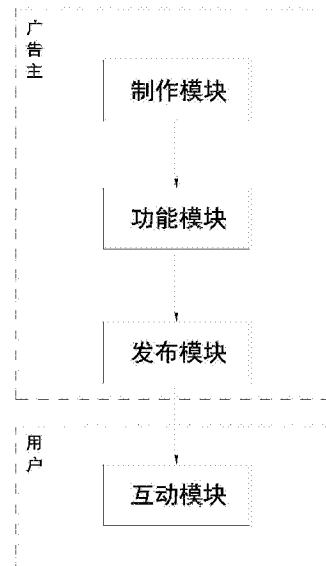 广告主
制作模块
功能模块
发布模块
用户
互动模块